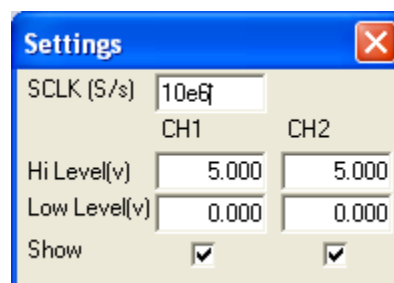 Settings
SCLK (S/s) 10e6
CH1 CH2
Hi Level(v) 5.000 5.000
Low Level(v) 0.000 0.000
Show